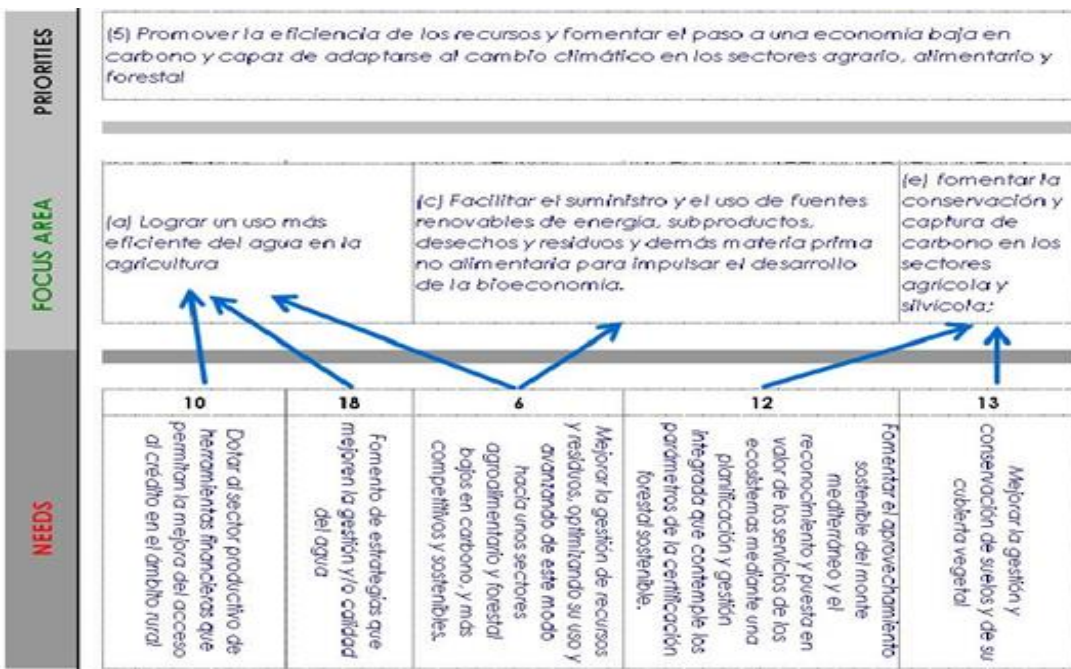 PRIORITIES
(5) Promover la eficiencia de los recursos y fomentar el paso a una economía baja en
carbono y capaz de adaptarse al cambio climático en los sectores agrario, alimentario y
forestal
FOCUS AREA
(a) Lograr un uso más
eficiente del agua en la
agricultura
(c) Facilitar el suministro y el uso de fuentes
renovables de energía, subproductos,
desechos y residuos y demás materia prima
no alimentaria para impulsar el desarrollo
de la bioeconomía.
(e) fomentar la
conservación y
captura de
carbono en los
sectores
agrícola y
silvícola;
NEEDS
10
Dotar al sector productivo de
herramientas financieras que
permitan la mejora del acceso
al crédito en el ámbito rural
18
Fomento de estrategias que
mejoren la gestión y/o calidad
del agua
6
Mejorar la gestión de recursos
y residuos, optimizando su uso y
avanzando de este modo
hacia unos sectores
agroalimentario y forestal
bajos en carbono, y más
competitivos y sostenibles.
12
Fomentar el aprovechamiento
sostenible del monte
mediterráneo y el
reconocimiento y puesta en
valor de los servicios de los
ecosistemas mediante una
planificación y gestión
integrada que contemple los
parámetros de la certificación
forestal sostenible.
13
Mejorar la gestión y
conservación de suelos y de su
cubierta vegetal